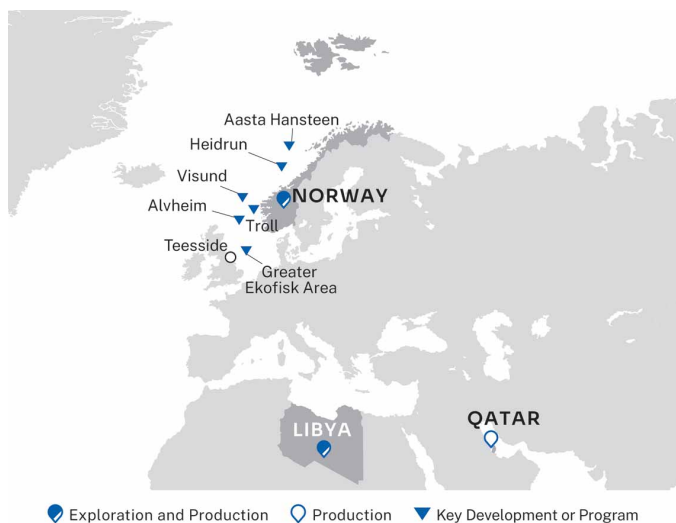 Aasta Hansteen
Heidrun
Visund
NORWAY
Alvheim
Troll
Teesside
Greater
Ekofisk Area
QATAR
LIBYA
Exploration and Production
Production
Key Development or Program